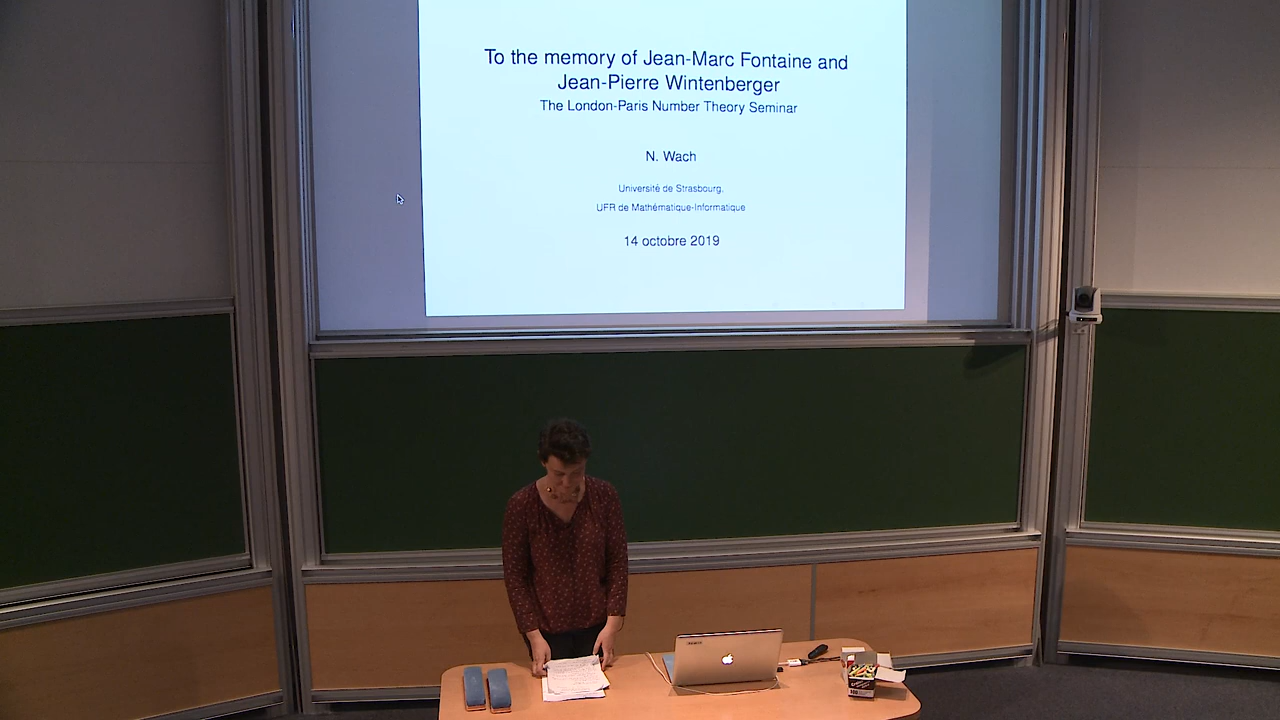 To the memory of Jean-Marc Fontaine and
Jean-Pierre Wintenberger
The London-Paris Number Theory Seminar
N. Wach
Université de Strasbourg,
UFR de Mathématique-Informatique
14 octobre 2019